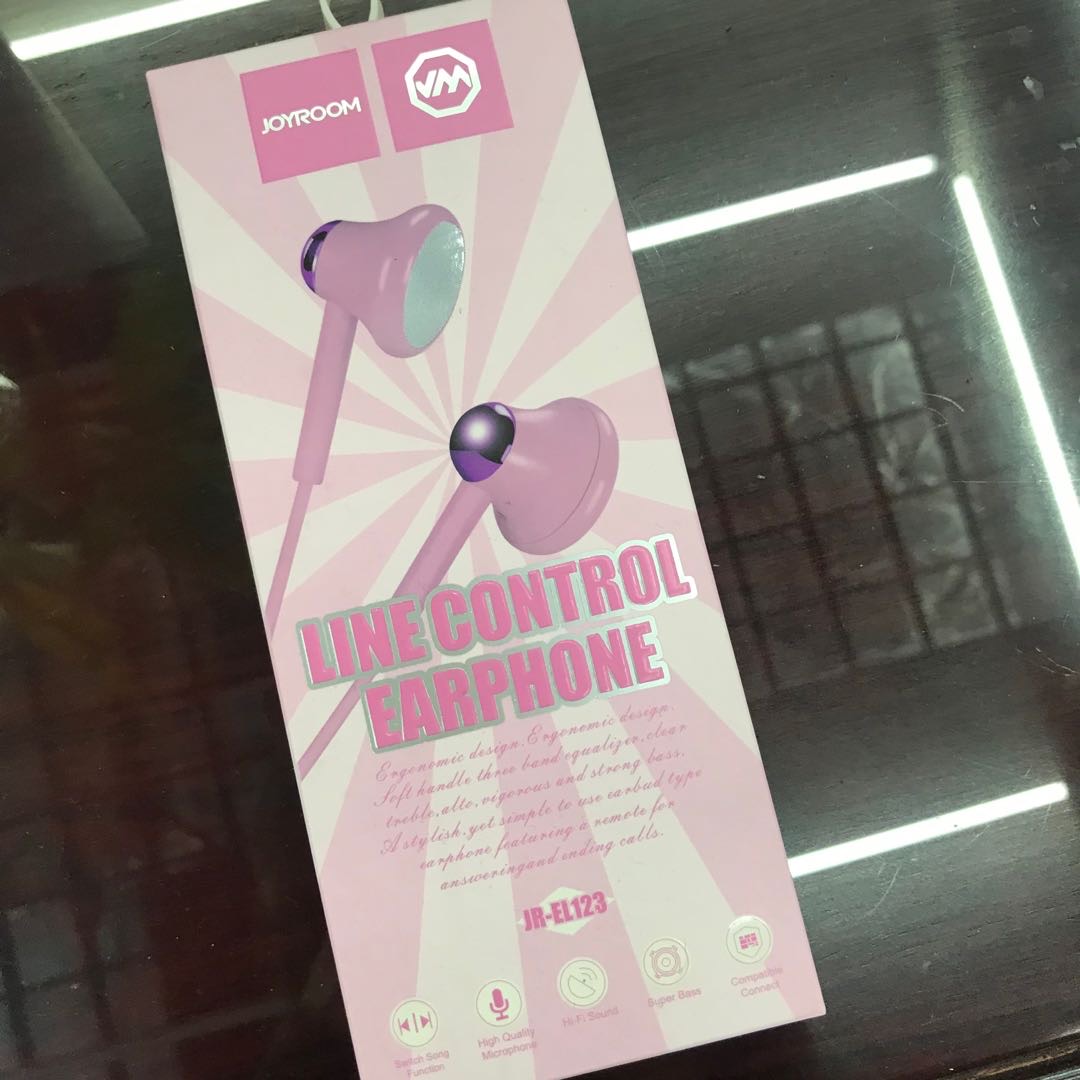 JOYROOM
LINE CONTROL
EARPHONE
Ergonomic design.Ergonomic design.
Soft handle three band equalizer,clear
treble,alto,vigorous and strong bass.
A stylish.yet simple to use earbud type
earphone featuring a remote for
answeringand ending calls.
JR-EL123
Switch Song
Function
High Quality
Microphone
Hi-Fi Sound
Super Bass
Compatible
Connect